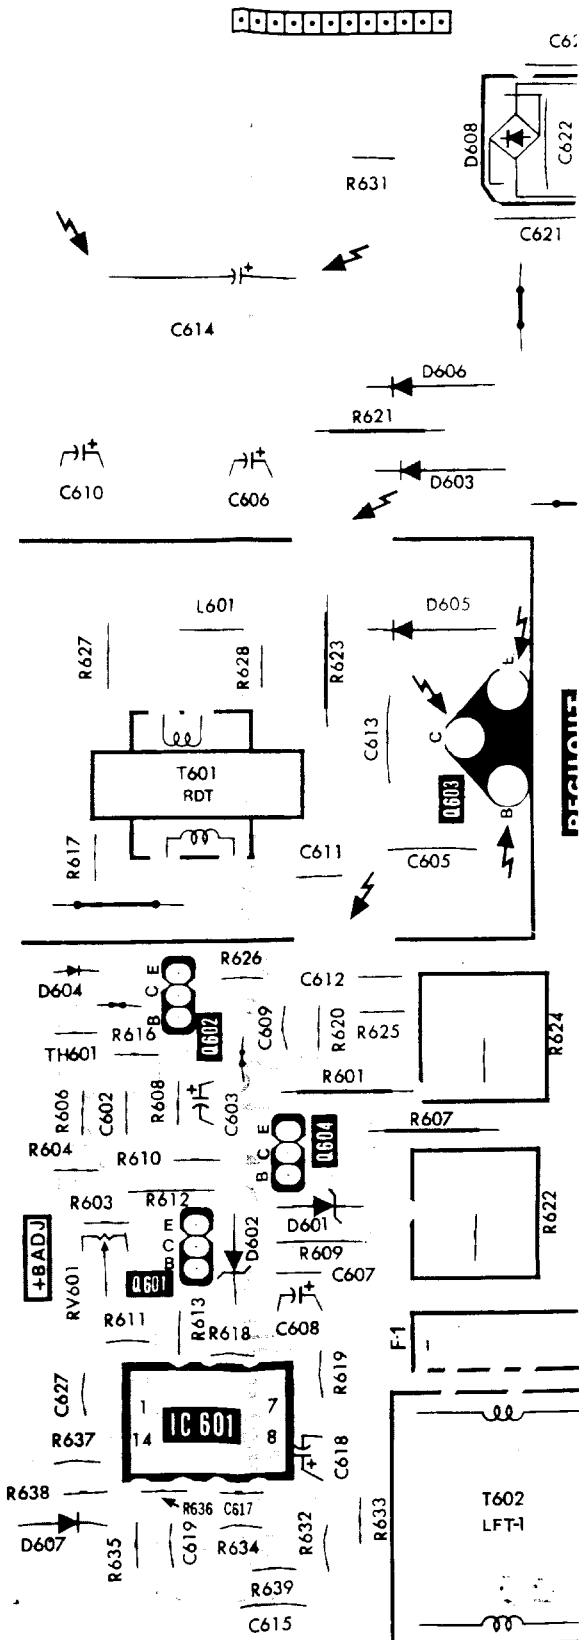 C62
D608
C622
R631
C621
C614
D606
R621
C610
C606
D603
L601
D605
R627
R628
R623
E
C613
C
T601
RDT
Q603
B
R617
C611
C605
R626
E
D604
C
C612
B
C609
R620
R625
R624
R616
Q602
TH601
R601
R606
C602
R608
C603
E
Q604
R607
R604
C
R610
B
R612
R603
E
D602
D601
R622
+BADJ
C
R609
B
RV601
Q601
C607
R611
R613
C608
R618
F-1
R619
C627
1
7
IC 601
14
8
R637
C618
R638
R636
C617
T602
LFT-1
D607
R635
C619
R634
R632
R633
R639
C615